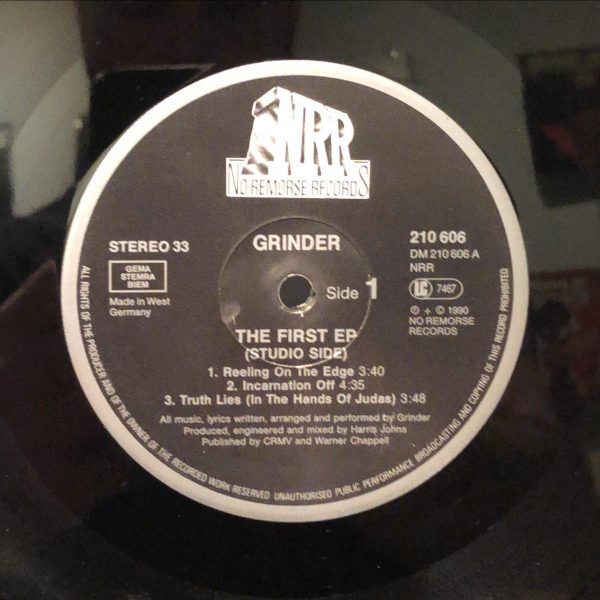 NRR
NO REMORSE RECORDS
STEREO 33
GEMA
STEMRA
BIEM
Made in West
Germany
GRINDER
Side 1
210 606
DM 210 606 A
NRR
LC 7467
℗ + © 1990
NO REMORSE
RECORDS
THE FIRST EP
(STUDIO SIDE)
1. Reeling On The Edge 3:40
2. Incarnation Off 4:35
3. Truth Lies (In The Hands Of Judas) 3:48
All music, lyrics written, arranged and performed by Grinder
Produced, engineered and mixed by Harris Johns
Published by CRMV and Warner Chappell
ALL RIGHTS OF THE PRODUCER AND OF THE OWNER OF THE RECORDED WORK RESERVED UNAUTHORISED PUBLIC PERFORMANCE BROADCASTING AND COPYING OF THIS RECORD PROHIBITED